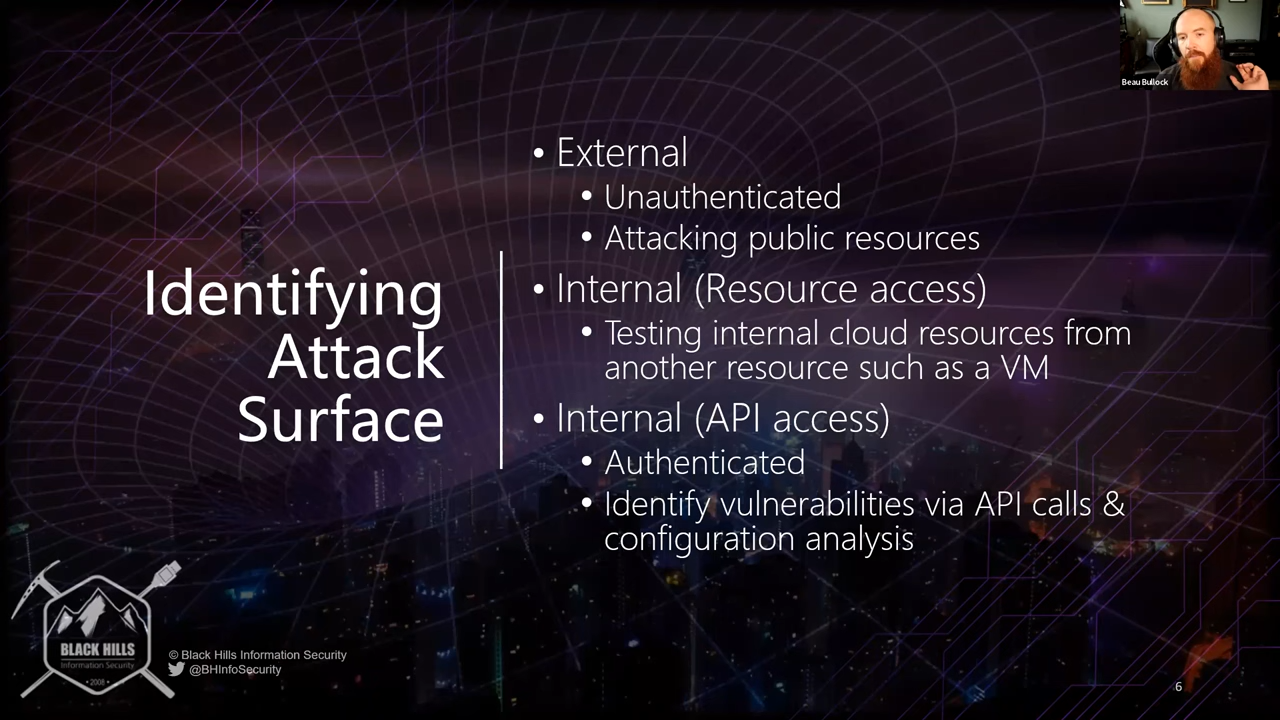 Beau Bullock
Identifying
Attack
Surface
• External
• Unauthenticated
• Attacking public resources
• Internal (Resource access)
• Testing internal cloud resources from
another resource such as a VM
• Internal (API access)
• Authenticated
• Identify vulnerabilities via API calls &
configuration analysis
BLACK HILLS
Information Security
• 2008 •
© Black Hills Information Security
@BHInfoSecurity
6